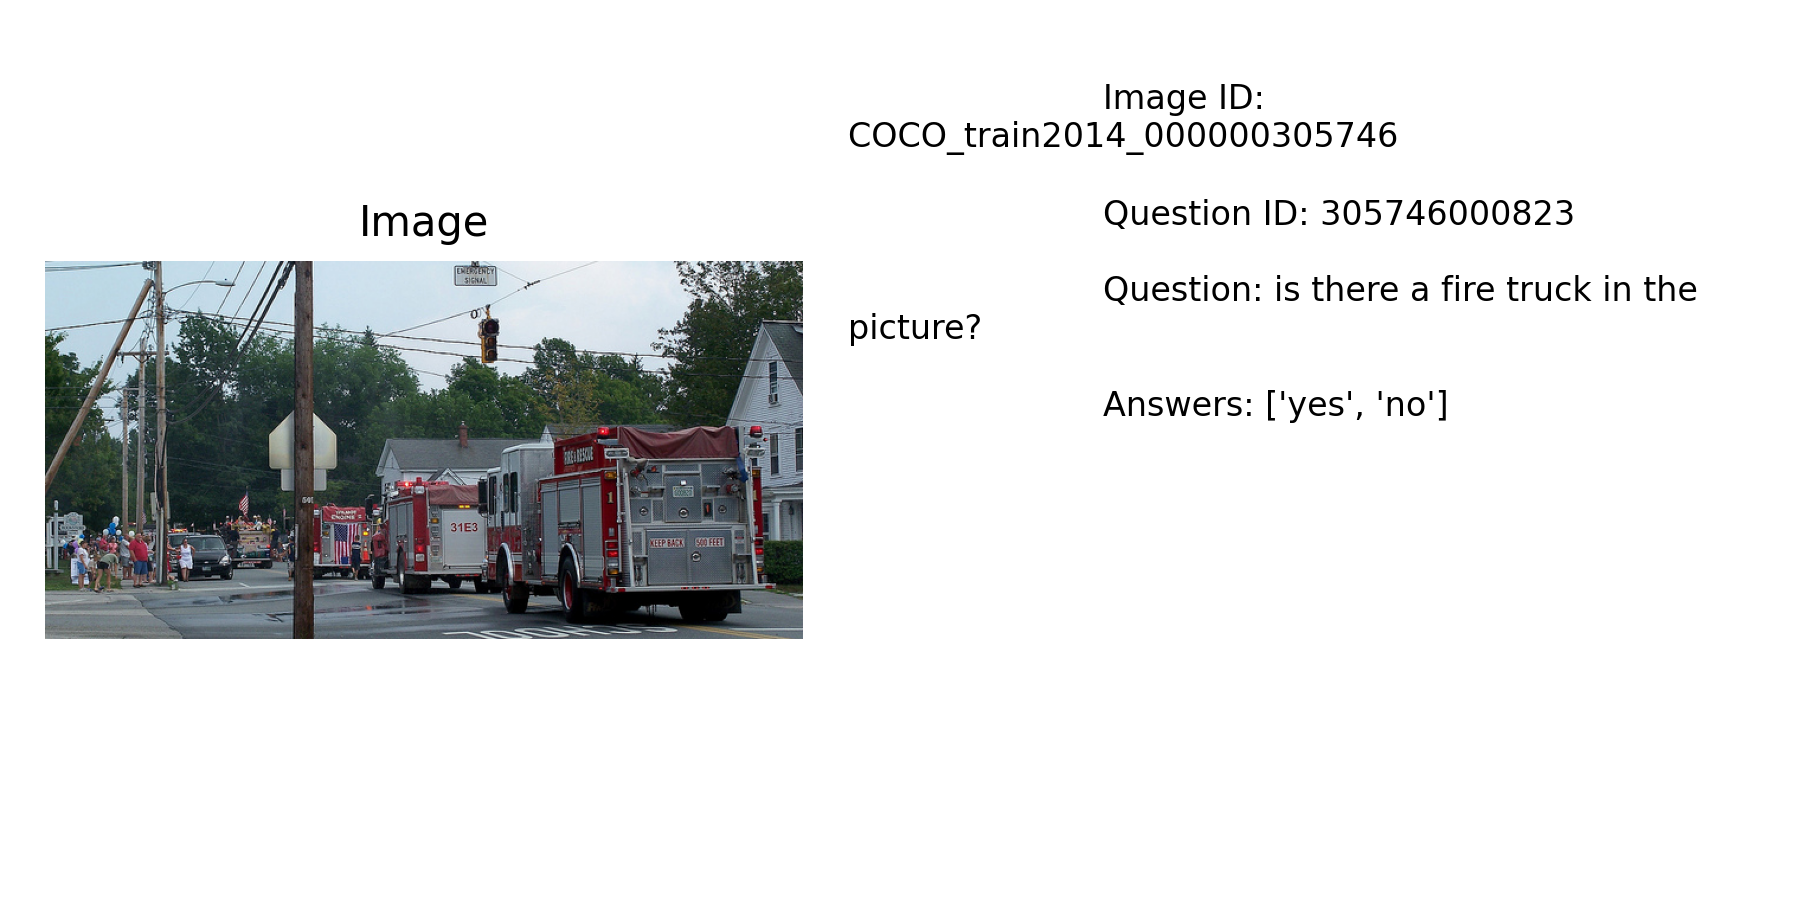 Image ID:
COCO_train2014_000000305746
Question ID: 305746000823
Question: is there a fire truck in the
picture?
Answers: ['yes', 'no']
Image
EMERGENCY
SIGNAL
FIRE & RESCUE
1
31E3
KEEP BACK
500 FEET